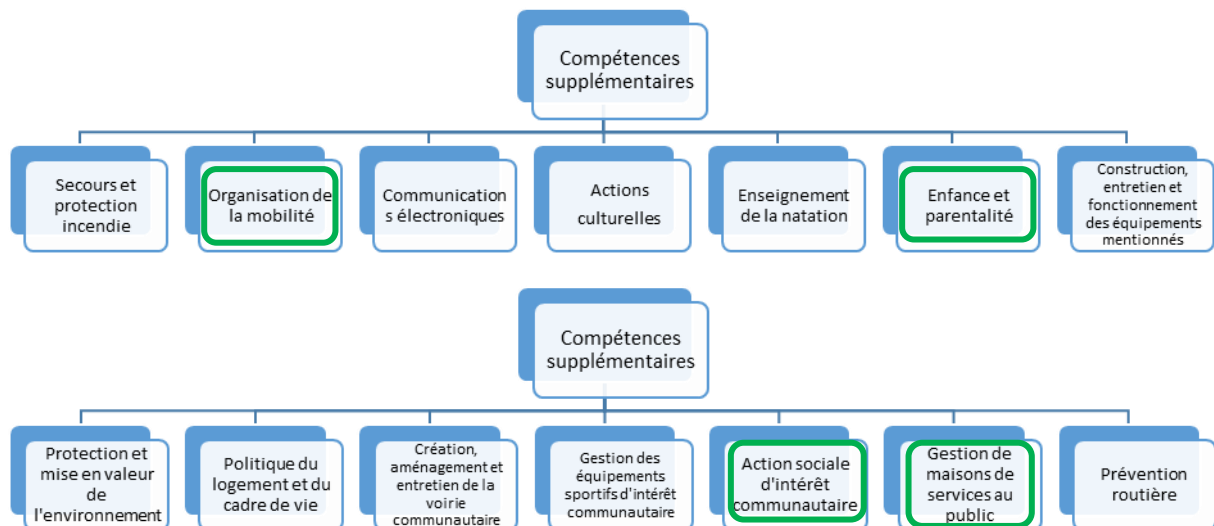 Compétences
supplémentaires
Secours et
protection
incendie
Organisation de
la mobilité
Communication
s électroniques
Actions
culturelles
Enseignement
de la natation
Enfance et
parentalité
Construction,
entretien et
fonctionnement
des équipements
mentionnés
Compétences
supplémentaires
Protection et
mise en valeur
de
l'environnement
Politique du
logement et du
cadre de vie
Création,
aménagement et
entretien de la
voirie
communautaire
Gestion des
équipements
sportifs d'intérêt
communautaire
Action sociale
d'intérêt
communautaire
Gestion de
maisons de
services au
public
Prévention
routière